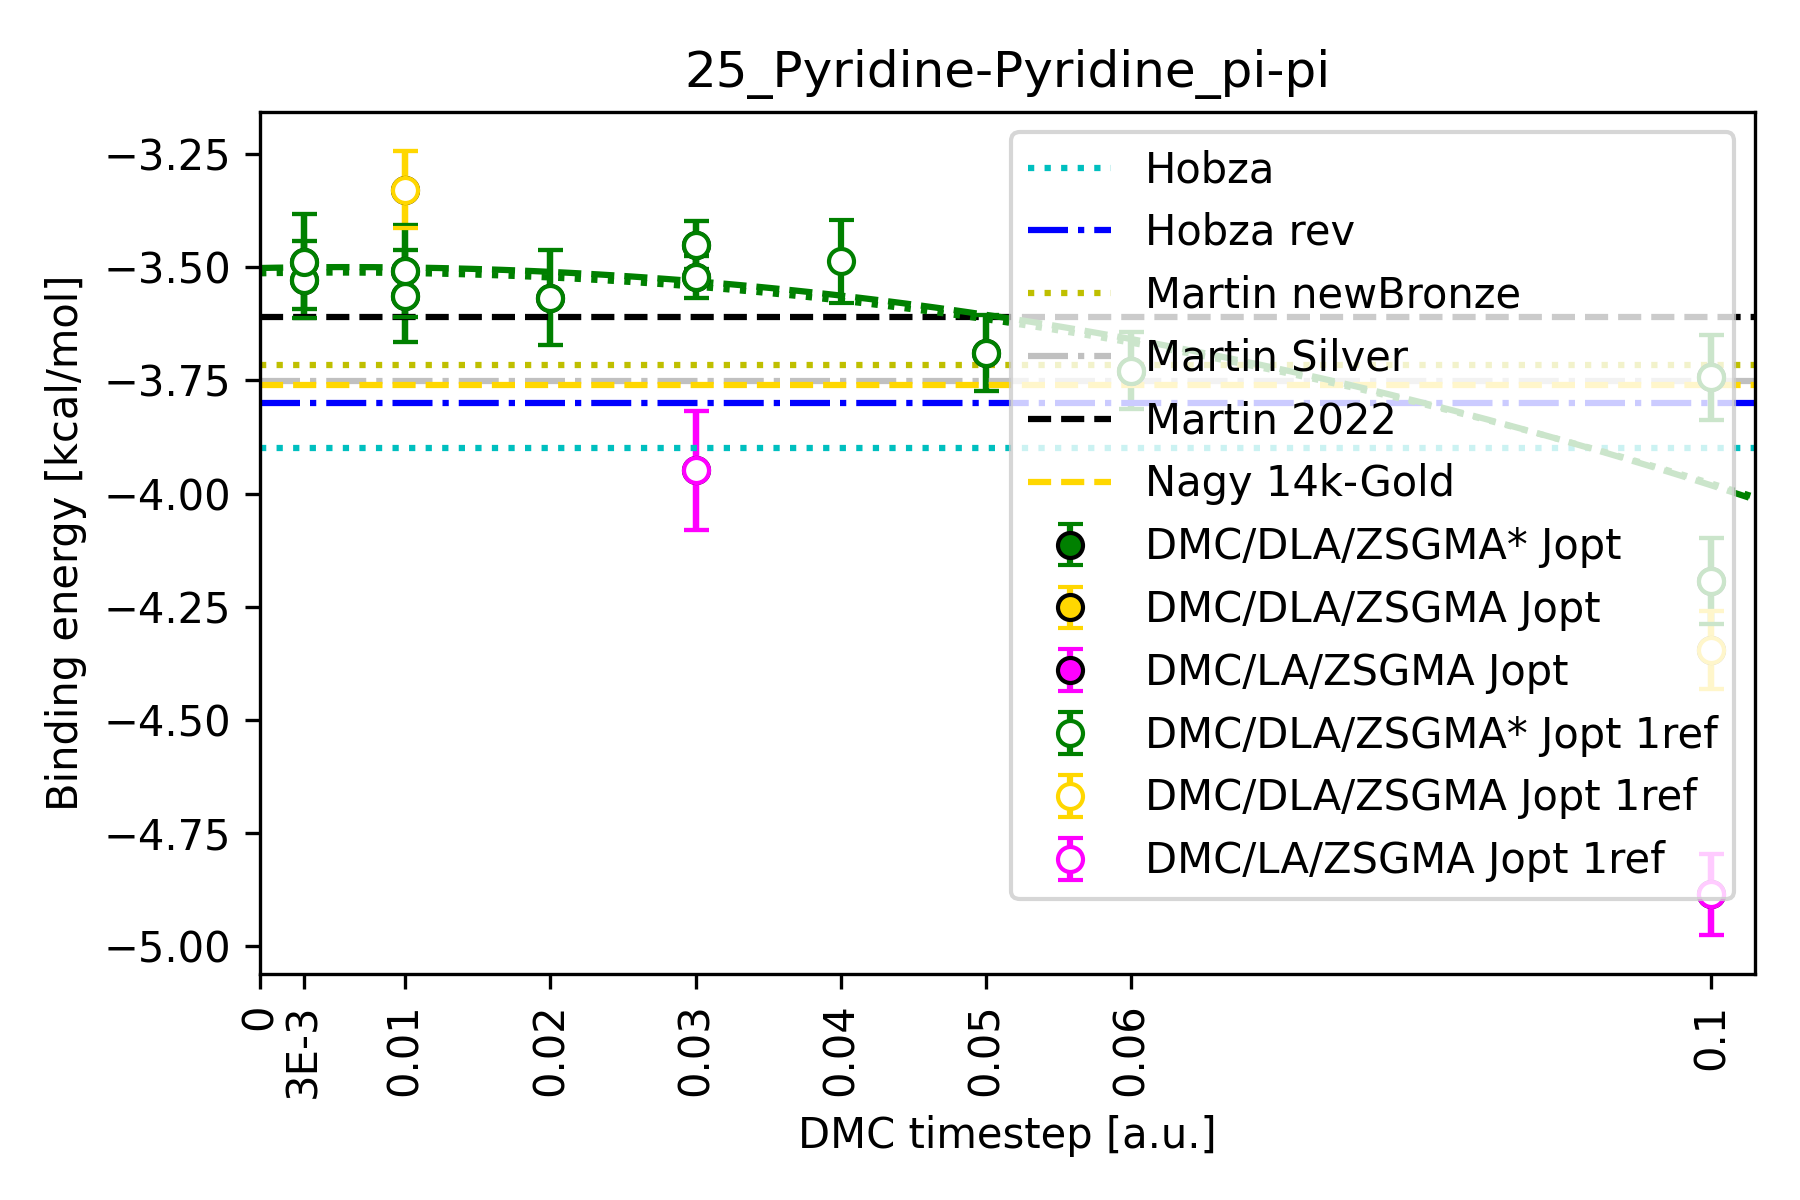 25_Pyridine-Pyridine_pi-pi
Binding energy [kcal/mol]
−3.25
−3.50
−3.75
−4.00
−4.25
−4.50
−4.75
−5.00
Hobza
Hobza rev
Martin newBronze
Martin Silver
Martin 2022
Nagy 14k-Gold
DMC/DLA/ZSGMA* Jopt
DMC/DLA/ZSGMA Jopt
DMC/LA/ZSGMA Jopt
DMC/DLA/ZSGMA* Jopt 1ref
DMC/DLA/ZSGMA Jopt 1ref
DMC/LA/ZSGMA Jopt 1ref
0
3E-3
0.01
0.02
0.03
0.04
0.05
0.06
0.1
DMC timestep [a.u.]